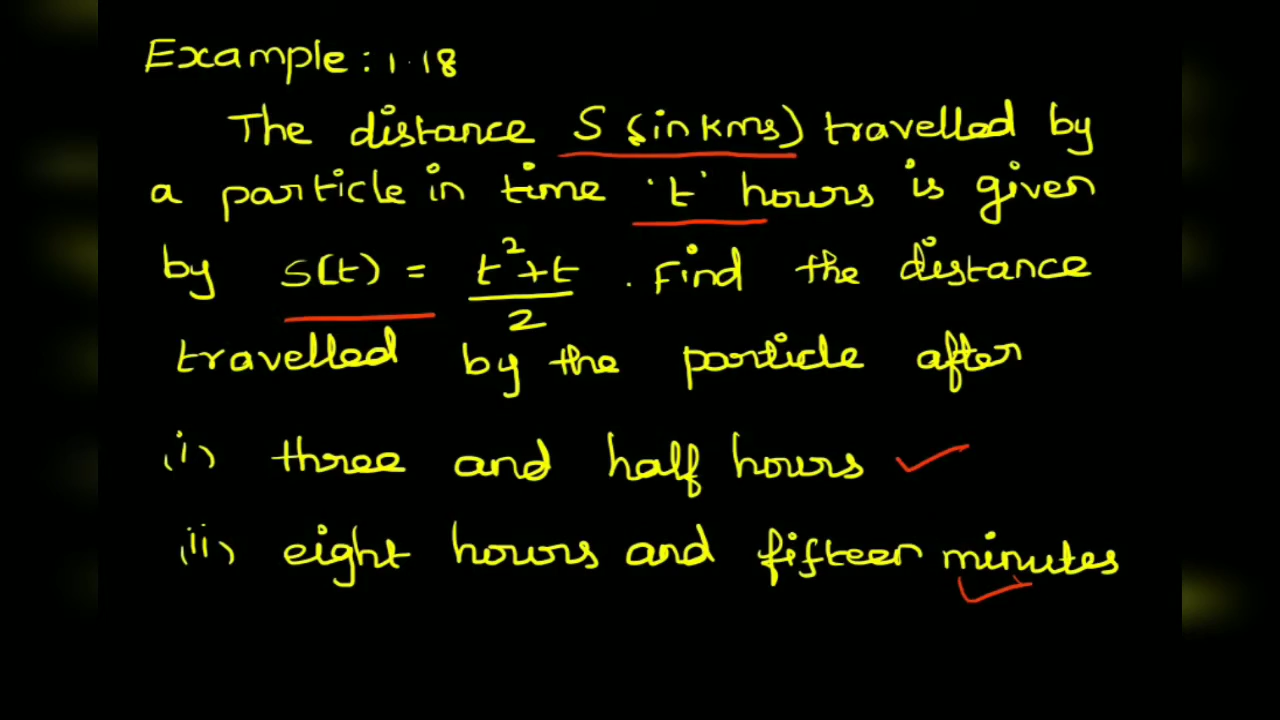 Example : 1.18
The distance S (in kms) travelled by
a particle in time 't' hours is given
by S(t) = t²+t / 2 . Find the distance
travelled by the particle after
(i) three and half hours
(ii) eight hours and fifteen minutes